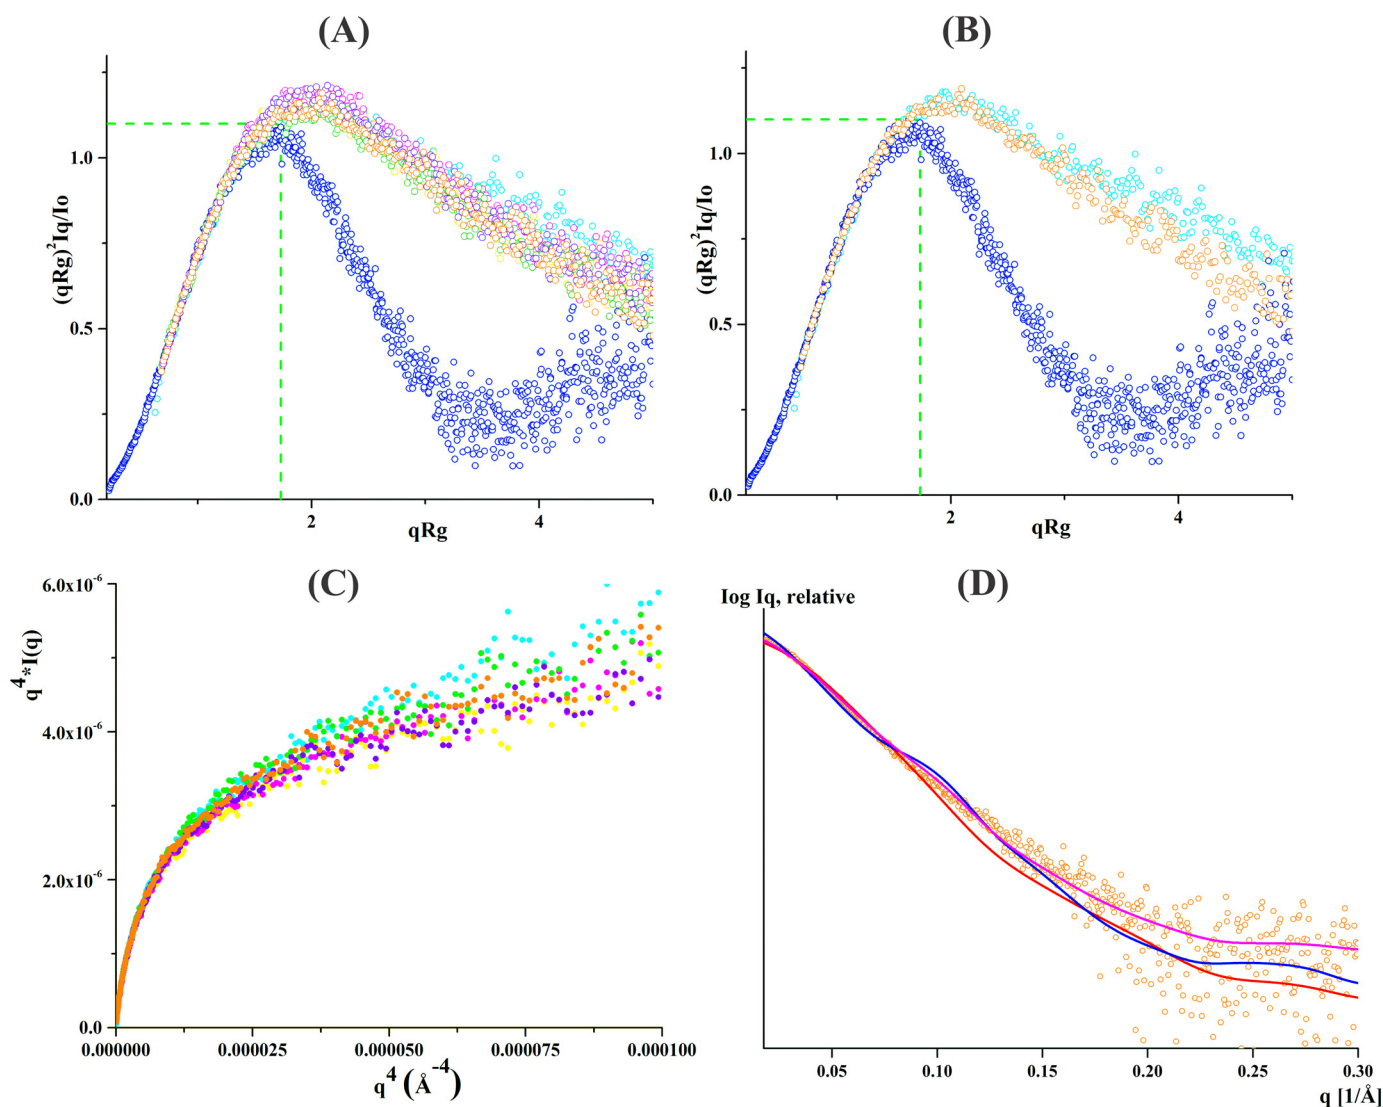 (A)
(qRg)²Iq/Io
1.0
0.5
0.0
2
4
qRg
(B)
(qRg)²Iq/Io
1.0
0.5
0.0
2
4
qRg
(C)
q⁴*I(q)
6.0x10⁻⁶
4.0x10⁻⁶
2.0x10⁻⁶
0.0
0.000000
0.000025
0.000050
0.000075
0.000100
q⁴ (Å⁻⁴)
(D)
Iog Iq, relative
0.05
0.10
0.15
0.20
0.25
0.30
q [1/Å]